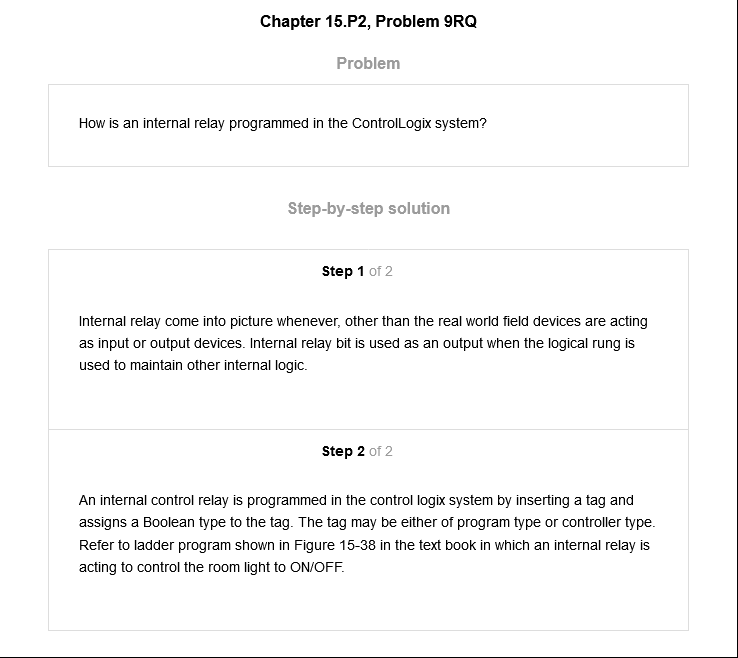 Chapter 15.P2, Problem 9RQ
Problem
How is an internal relay programmed in the ControlLogix system?
Step-by-step solution
Step 1 of 2
Internal relay come into picture whenever, other than the real world field devices are acting
as input or output devices. Internal relay bit is used as an output when the logical rung is
used to maintain other internal logic.
Step 2 of 2
An internal control relay is programmed in the control logix system by inserting a tag and
assigns a Boolean type to the tag. The tag may be either of program type or controller type.
Refer to ladder program shown in Figure 15-38 in the text book in which an internal relay is
acting to control the room light to ON/OFF.